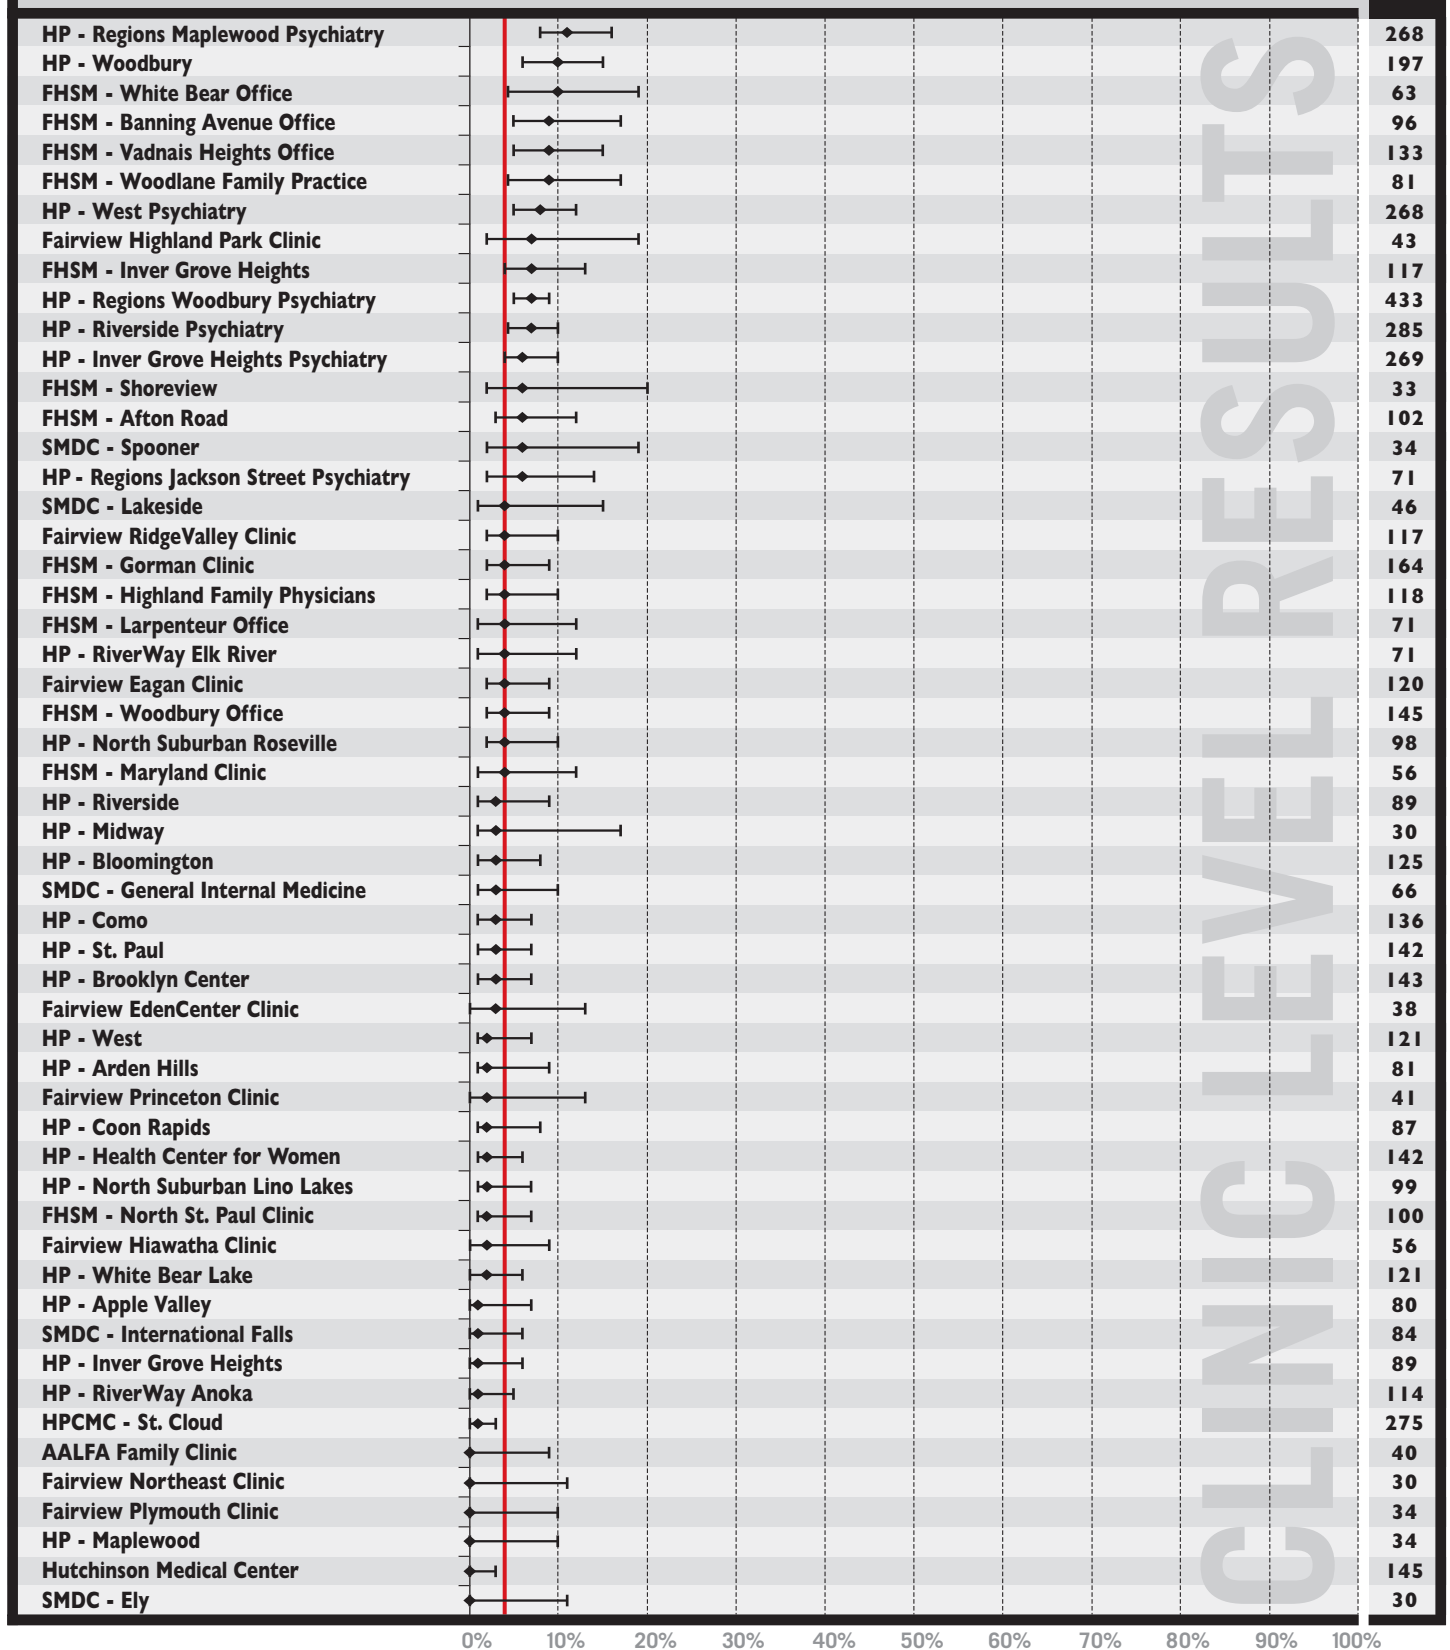 HP - Regions Maplewood Psychiatry 268
HP - Woodbury 197
FHSM - White Bear Office 63
FHSM - Banning Avenue Office 96
FHSM - Vadnais Heights Office 133
FHSM - Woodlane Family Practice 81
HP - West Psychiatry 268
Fairview Highland Park Clinic 43
FHSM - Inver Grove Heights 117
HP - Regions Woodbury Psychiatry 433
HP - Riverside Psychiatry 285
HP - Inver Grove Heights Psychiatry 269
FHSM - Shoreview 33
FHSM - Afton Road 102
SMDC - Spooner 34
HP - Regions Jackson Street Psychiatry 71
SMDC - Lakeside 46
Fairview RidgeValley Clinic 117
FHSM - Gorman Clinic 164
FHSM - Highland Family Physicians 118
FHSM - Larpenteur Office 71
HP - RiverWay Elk River 71
Fairview Eagan Clinic 120
FHSM - Woodbury Office 145
HP - North Suburban Roseville 98
FHSM - Maryland Clinic 56
HP - Riverside 89
HP - Midway 30
HP - Bloomington 125
SMDC - General Internal Medicine 66
HP - Como 136
HP - St. Paul 142
HP - Brooklyn Center 143
Fairview EdenCenter Clinic 38
HP - West 121
HP - Arden Hills 81
Fairview Princeton Clinic 41
HP - Coon Rapids 87
HP - Health Center for Women 142
HP - North Suburban Lino Lakes 99
FHSM - North St. Paul Clinic 100
Fairview Hiawatha Clinic 56
HP - White Bear Lake 121
HP - Apple Valley 80
SMDC - International Falls 84
HP - Inver Grove Heights 89
HP - RiverWay Anoka 114
HPCMC - St. Cloud 275
AALFA Family Clinic 40
Fairview Northeast Clinic 30
Fairview Plymouth Clinic 34
HP - Maplewood 34
Hutchinson Medical Center 145
SMDC - Ely 30
0% 10% 20% 30% 40% 50% 60% 70% 80% 90% 100%
CLINIC LEVEL RESULTS